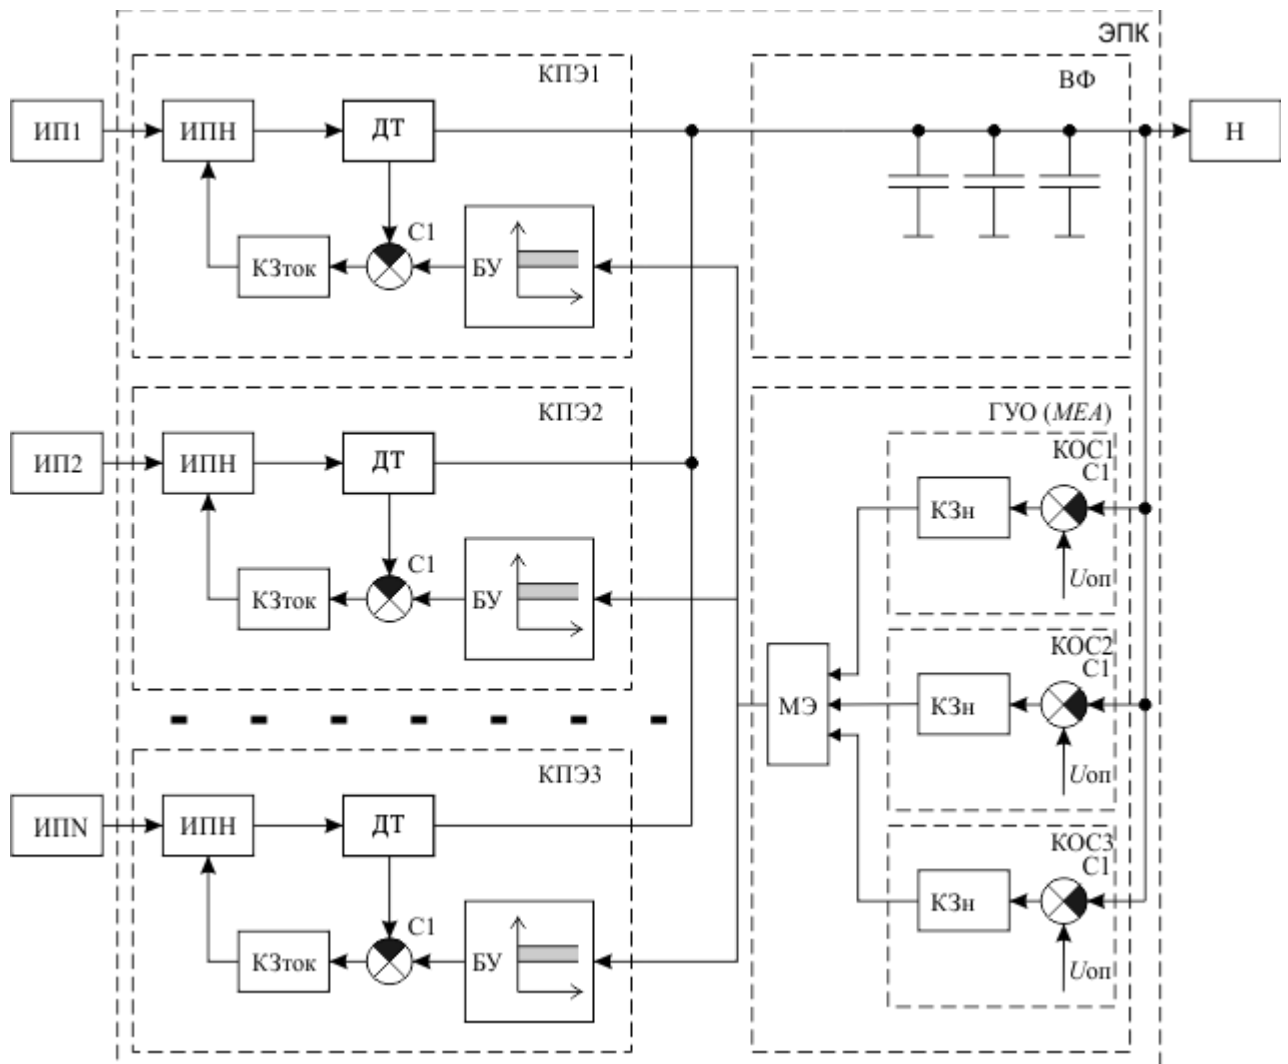 ЭПК
КПЭ1
ВФ
ИП1
ИПН
ДТ
Н
С1
КЗток
БУ
КПЭ2
ГУО (МЕА)
ИП2
ИПН
ДТ
КОС1
С1
КЗн
Uоп
С1
КЗток
БУ
КОС2
С1
МЭ
КЗн
Uоп
КПЭ3
ИПN
ИПН
ДТ
КОС3
С1
КЗн
Uоп
С1
КЗток
БУ